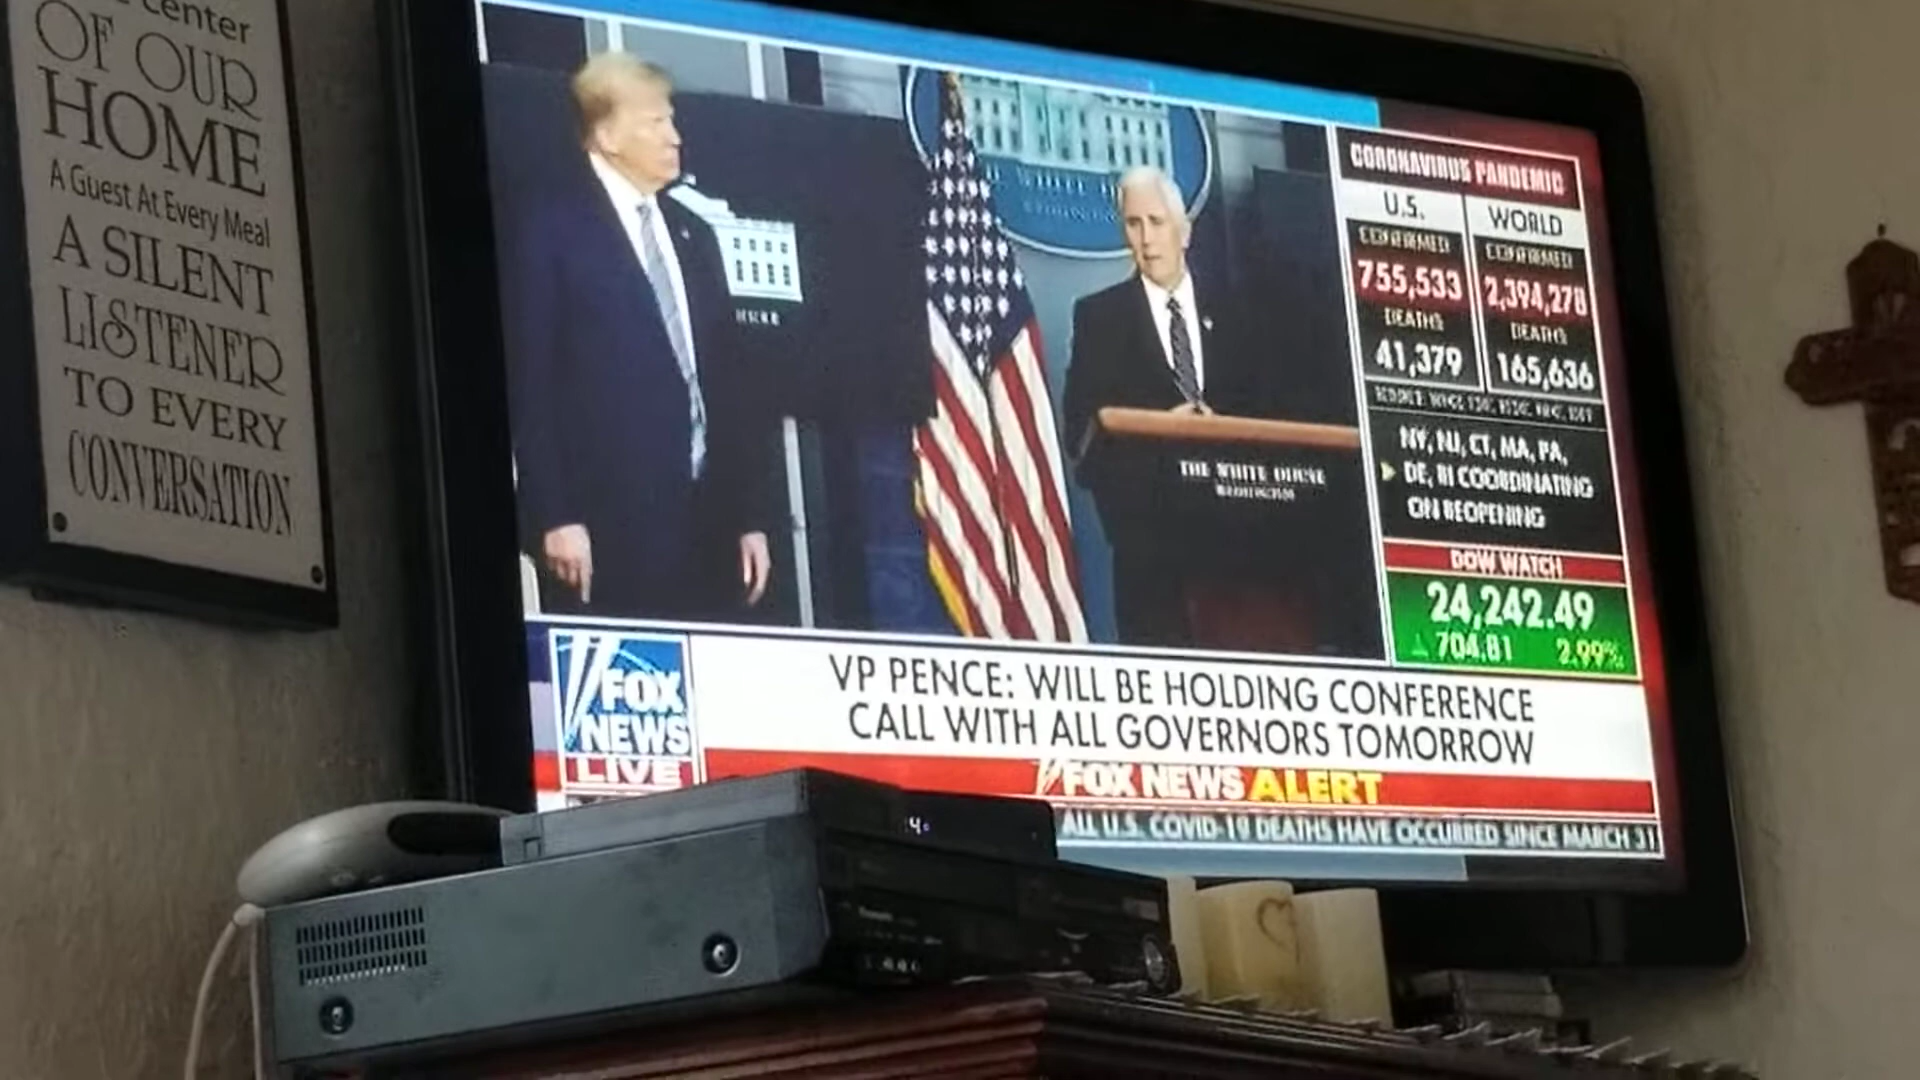 Center
OF OUR
HOME
A Guest At Every Meal
A SILENT
LISTENER
TO EVERY
CONVERSATION
THE WHITE HOUSE
WASHINGTON
CORONAVIRUS PANDEMIC
U.S.
WORLD
CONFIRMED
CONFIRMED
755,533
2,394,278
DEATHS
DEATHS
41,379
165,636
NY, NJ, CT, MA, PA,
DE, RI COORDINATING
ON REOPENING
DOW WATCH
24,242.49
704.81 2.99%
FOX
NEWS
LIVE
VP PENCE: WILL BE HOLDING CONFERENCE
CALL WITH ALL GOVERNORS TOMORROW
FOX NEWS ALERT
ALL U.S. COVID-19 DEATHS HAVE OCCURRED SINCE MARCH 31
4